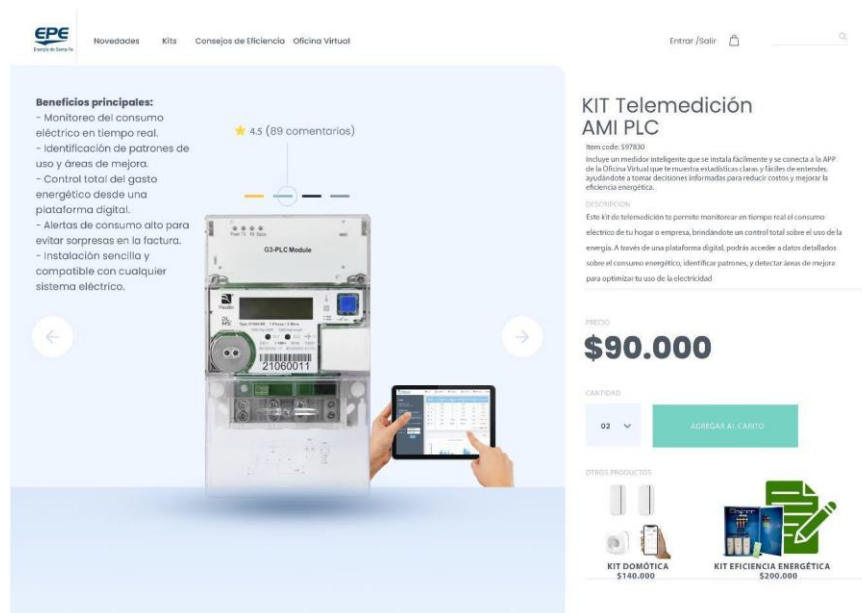 EPE
Energía de Santa Fe
Novedades
Kits
Consejos de Eficiencia
Oficina Virtual
Entrar /Salir
Beneficios principales:
- Monitoreo del consumo
eléctrico en tiempo real.
- Identificación de patrones de
uso y áreas de mejora.
- Control total del gasto
energético desde una
plataforma digital.
- Alertas de consumo alto para
evitar sorpresas en la factura.
- Instalación sencilla y
compatible con cualquier
sistema eléctrico.
4.5 (89 comentarios)
G3-PLC Module
21060011
KIT Telemedición
AMI PLC
Item code: S97830
Incluye un medidor inteligente que se instala fácilmente y se conecta a la APP
de la Oficina Virtual que te muestra estadísticas claras y fáciles de entender,
ayudándote a tomar decisiones informadas para reducir costos y mejorar la
eficiencia energética.
DESCRIPCION
Este kit de telemedición te permite monitorear en tiempo real el consumo
eléctrico de tu hogar o empresa, brindándote un control total sobre el uso de la
energía. A través de una plataforma digital, podrás acceder a datos detallados
sobre el consumo energético, identificar patrones, y detectar áreas de mejora
para optimizar tu uso de la electricidad
PRECIO
$90.000
CANTIDAD
02
AGREGAR AL CARITO
OTROS PRODUCTOS
KIT DOMÓTICA
$140.000
KIT EFICIENCIA ENERGÉTICA
$200.000